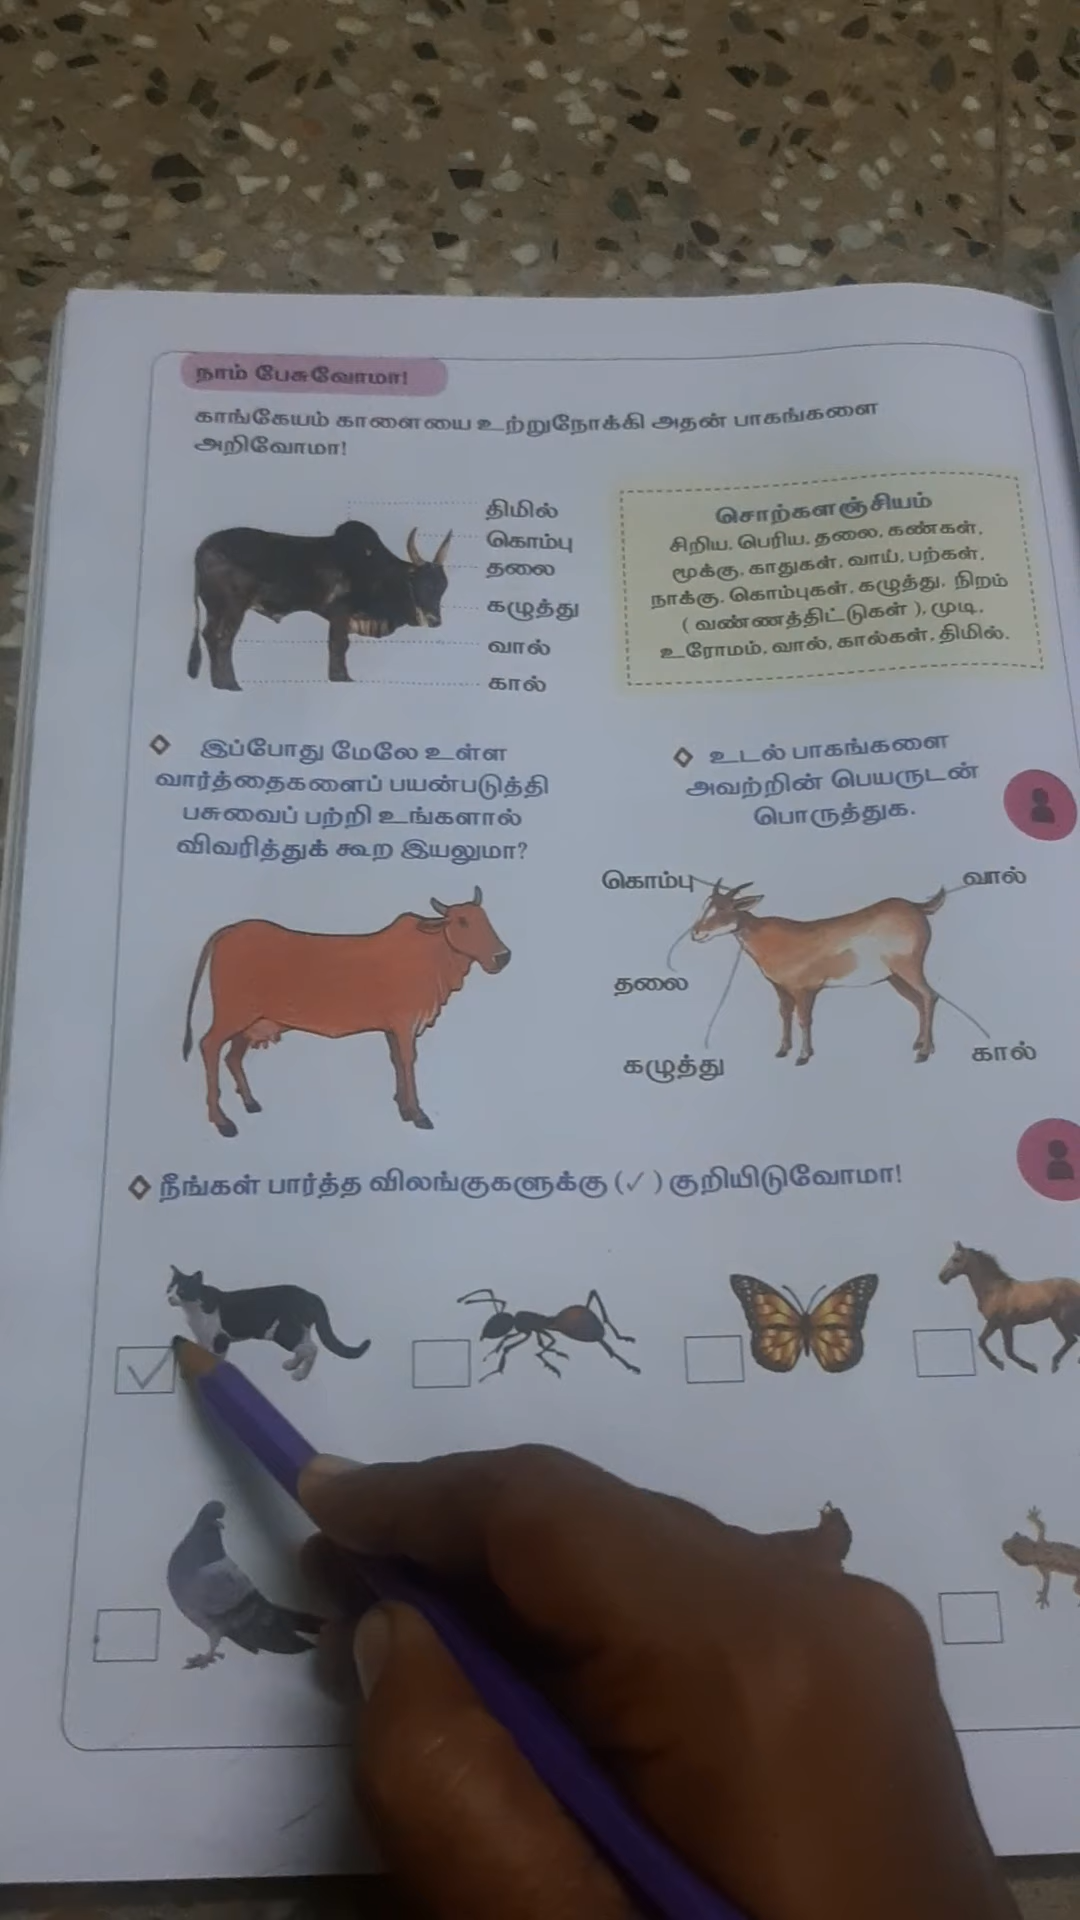 நாம் பேசுவோமா!
காங்கேயம் காளையை உற்றுநோக்கி அதன் பாகங்களை
அறிவோமா!
திமில்
கொம்பு
தலை
கழுத்து
வால்
கால்
சொற்களஞ்சியம்
சிறிய, பெரிய, தலை, கண்கள்,
மூக்கு, காதுகள், வாய், பற்கள்,
நாக்கு, கொம்புகள், கழுத்து, நிறம்
( வண்ணத்திட்டுகள் ), முடி,
உரோமம், வால், கால்கள், திமில்.
இப்போது மேலே உள்ள
வார்த்தைகளைப் பயன்படுத்தி
பசுவைப் பற்றி உங்களால்
விவரித்துக் கூற இயலுமா?
உடல் பாகங்களை
அவற்றின் பெயருடன்
பொருத்துக.
கொம்பு
வால்
தலை
கழுத்து
கால்
நீங்கள் பார்த்த விலங்குகளுக்கு (✓) குறியிடுவோமா!